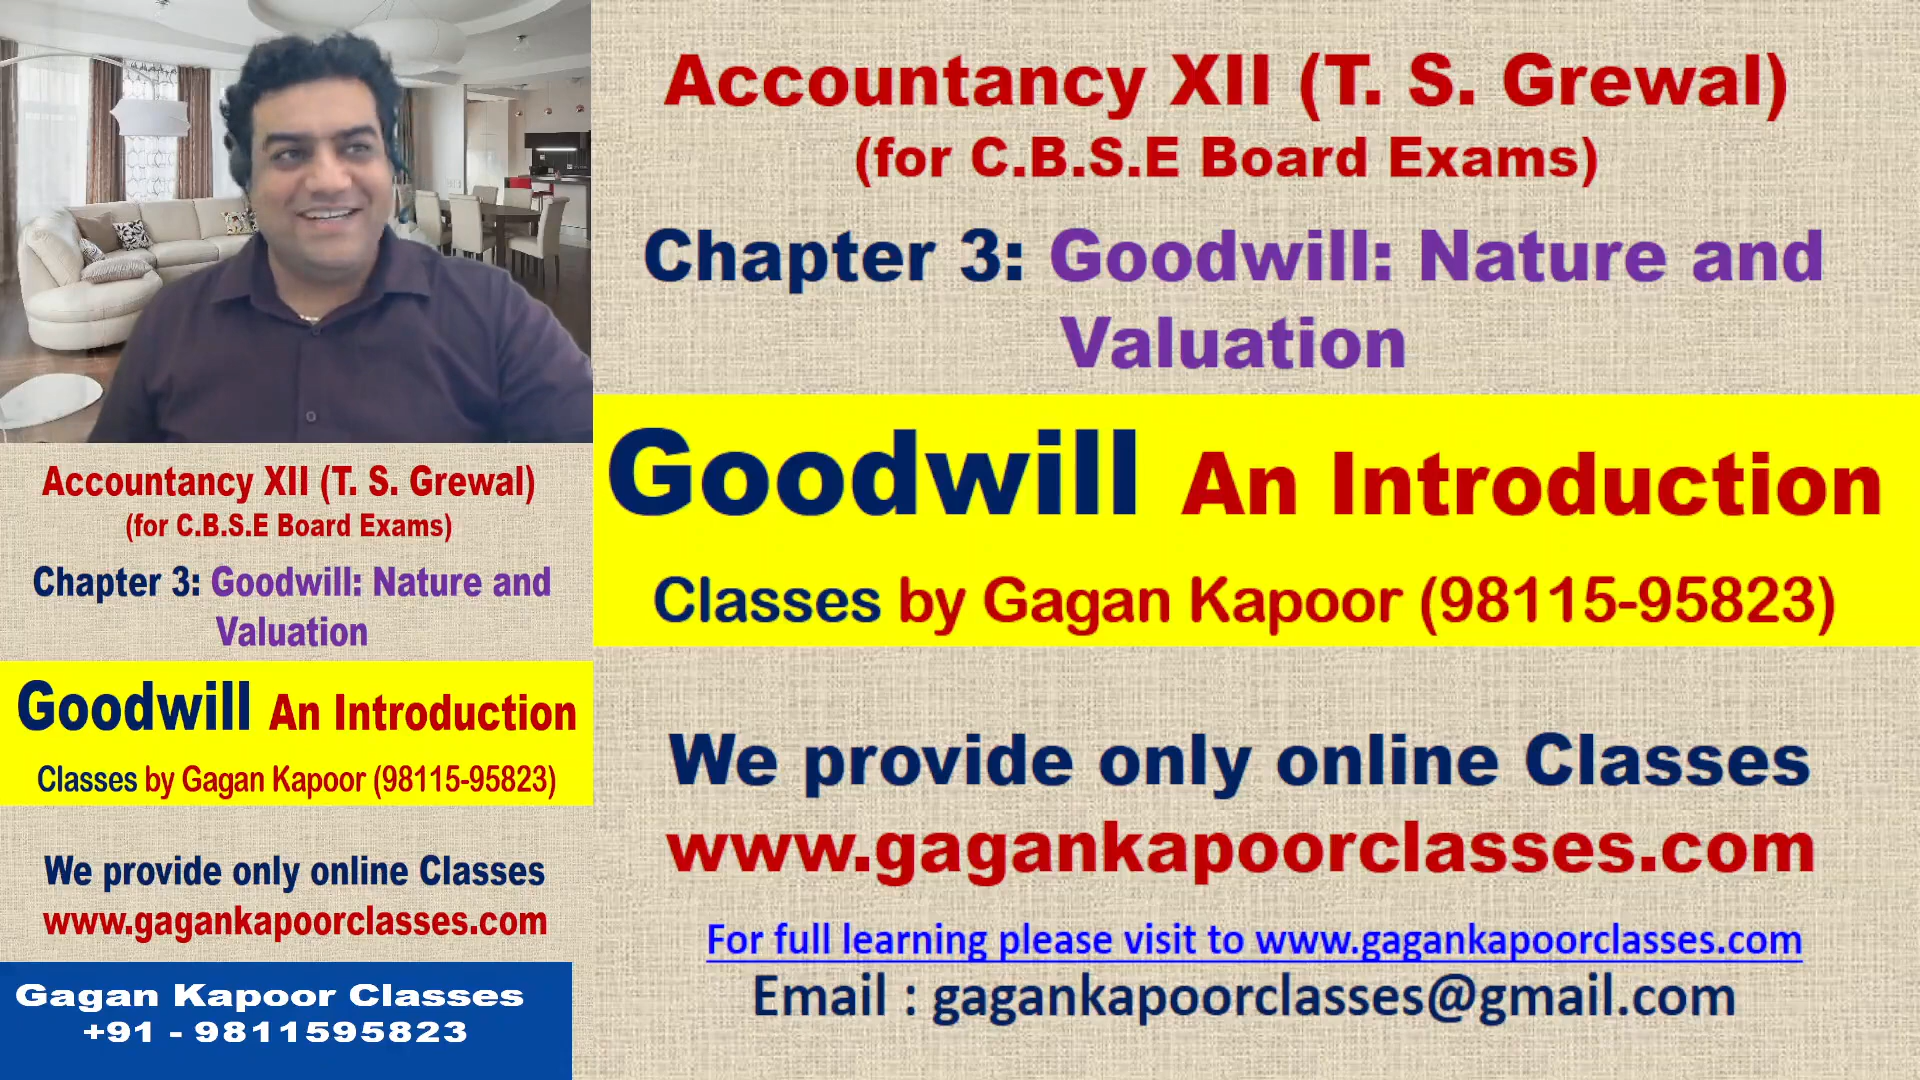 Accountancy XII (T. S. Grewal)
(for C.B.S.E Board Exams)
Chapter 3: Goodwill: Nature and
Valuation
Goodwill An Introduction
Classes by Gagan Kapoor (98115-95823)
We provide only online Classes
www.gagankapoorclasses.com
For full learning please visit to www.gagankapoorclasses.com
Email : gagankapoorclasses@gmail.com
Accountancy XII (T. S. Grewal)
(for C.B.S.E Board Exams)
Chapter 3: Goodwill: Nature and
Valuation
Goodwill An Introduction
Classes by Gagan Kapoor (98115-95823)
We provide only online Classes
www.gagankapoorclasses.com
Gagan Kapoor Classes
+91 - 9811595823